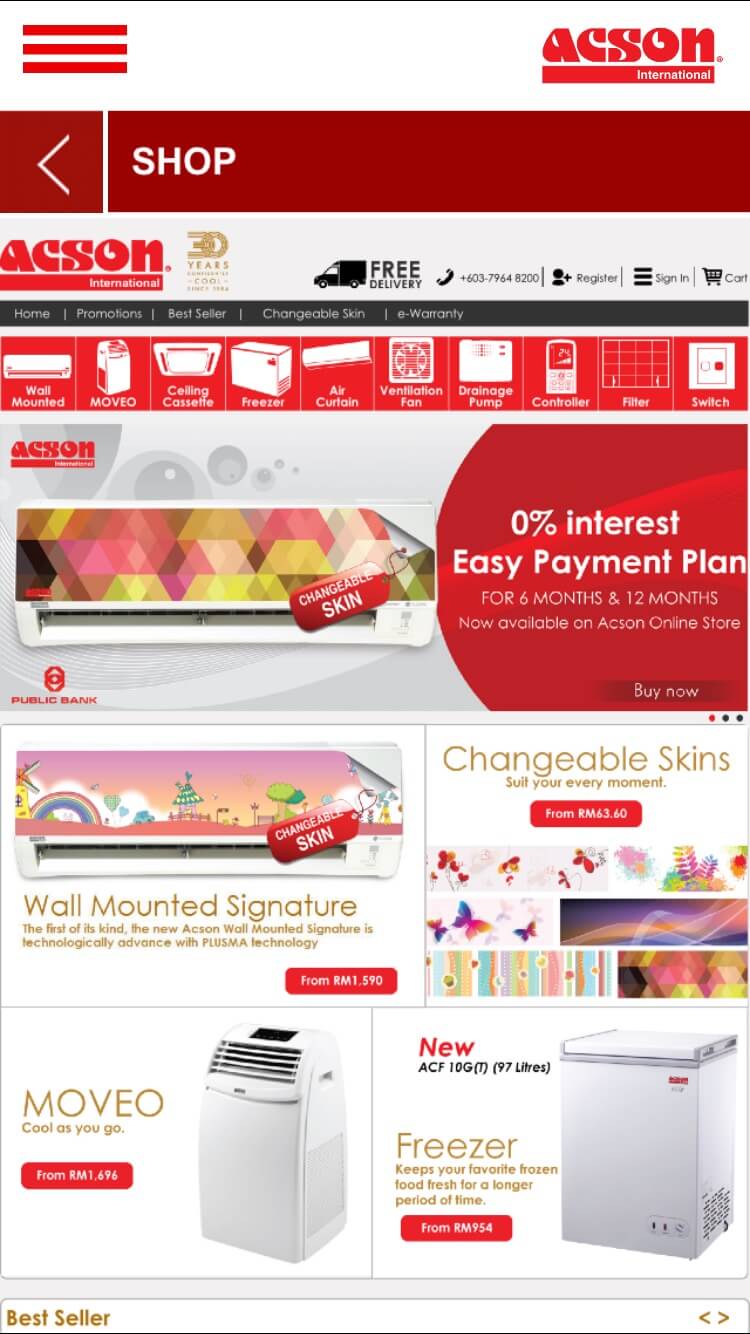 ACSON
International
SHOP
ACSON
International
30
YEARS
CONFIDENTLY
COOL
SINCE 1984
FREE
DELIVERY
+603-7964 8200 | Register | Sign In | Cart
Home | Promotions | Best Seller | Changeable Skin | e-Warranty
Wall
Mounted
MOVEO
Ceiling
Cassette
Freezer
Air
Curtain
Ventilation
Fan
Drainage
Pump
Controller
Filter
Switch
ACSON
International
CHANGEABLE
SKIN
PUBLIC BANK
0% interest
Easy Payment Plan
FOR 6 MONTHS & 12 MONTHS
Now available on Acson Online Store
Buy now
CHANGEABLE
SKIN
Wall Mounted Signature
The first of its kind, the new Acson Wall Mounted Signature is
technologically advance with PLUSMA technology
From RM1,590
Changeable Skins
Suit your every moment.
From RM63.60
MOVEO
Cool as you go.
From RM1,696
New
ACF 10G(T) (97 Litres)
Freezer
Keeps your favorite frozen
food fresh for a longer
period of time.
From RM954
Best Seller
< >